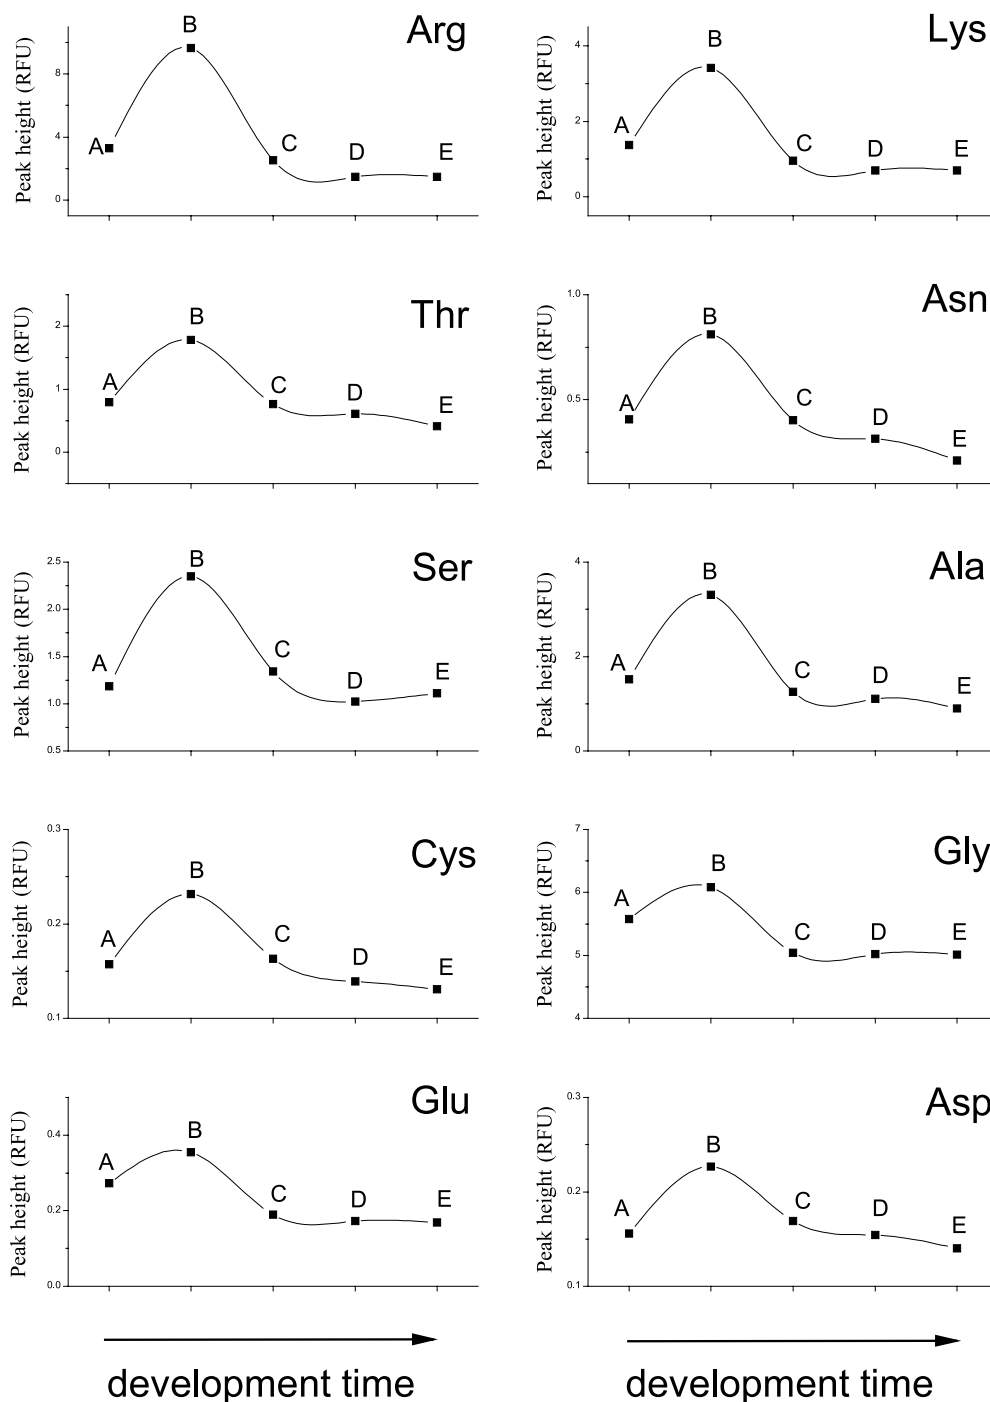 Arg
Peak height (RFU)
8
4
0
A
B
C
D
E
Lys
Peak height (RFU)
4
2
0
A
B
C
D
E
Thr
Peak height (RFU)
2
1
0
A
B
C
D
E
Asn
Peak height (RFU)
1.0
0.5
A
B
C
D
E
Ser
Peak height (RFU)
2.5
2.0
1.5
1.0
0.5
A
B
C
D
E
Ala
Peak height (RFU)
4
2
0
A
B
C
D
E
Cys
Peak height (RFU)
0.3
0.2
0.1
A
B
C
D
E
Gly
Peak height (RFU)
7
6
5
4
A
B
C
D
E
Glu
Peak height (RFU)
0.4
0.2
0.0
A
B
C
D
E
Asp
Peak height (RFU)
0.3
0.2
0.1
A
B
C
D
E
development time
development time